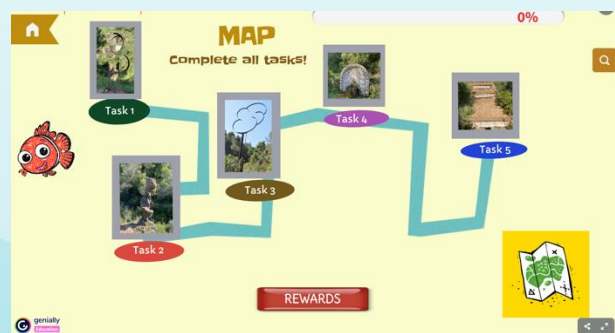 0%
MAP
Complete all tasks!
Task 1
Task 4
Task 5
Task 3
Task 2
REWARDS
genially
Education